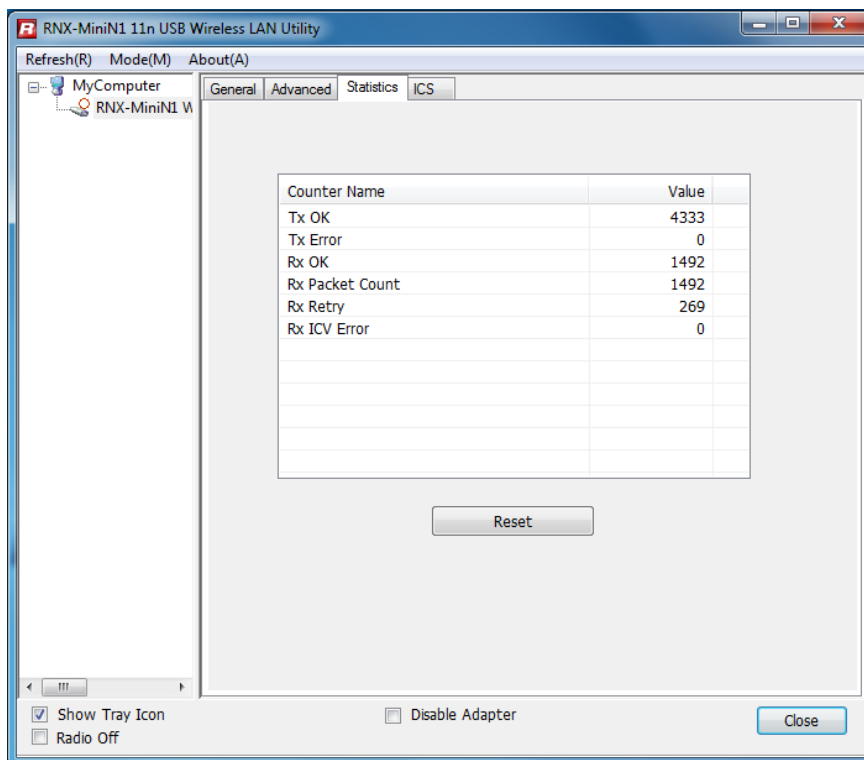 R RNX-MiniN1 11n USB Wireless LAN Utility
Refresh(R) Mode(M) About(A)
MyComputer
RNX-MiniN1 W
General Advanced Statistics ICS
Counter Name Value
Tx OK 4333
Tx Error 0
Rx OK 1492
Rx Packet Count 1492
Rx Retry 269
Rx ICV Error 0
Reset
Show Tray Icon Disable Adapter Close
Radio Off